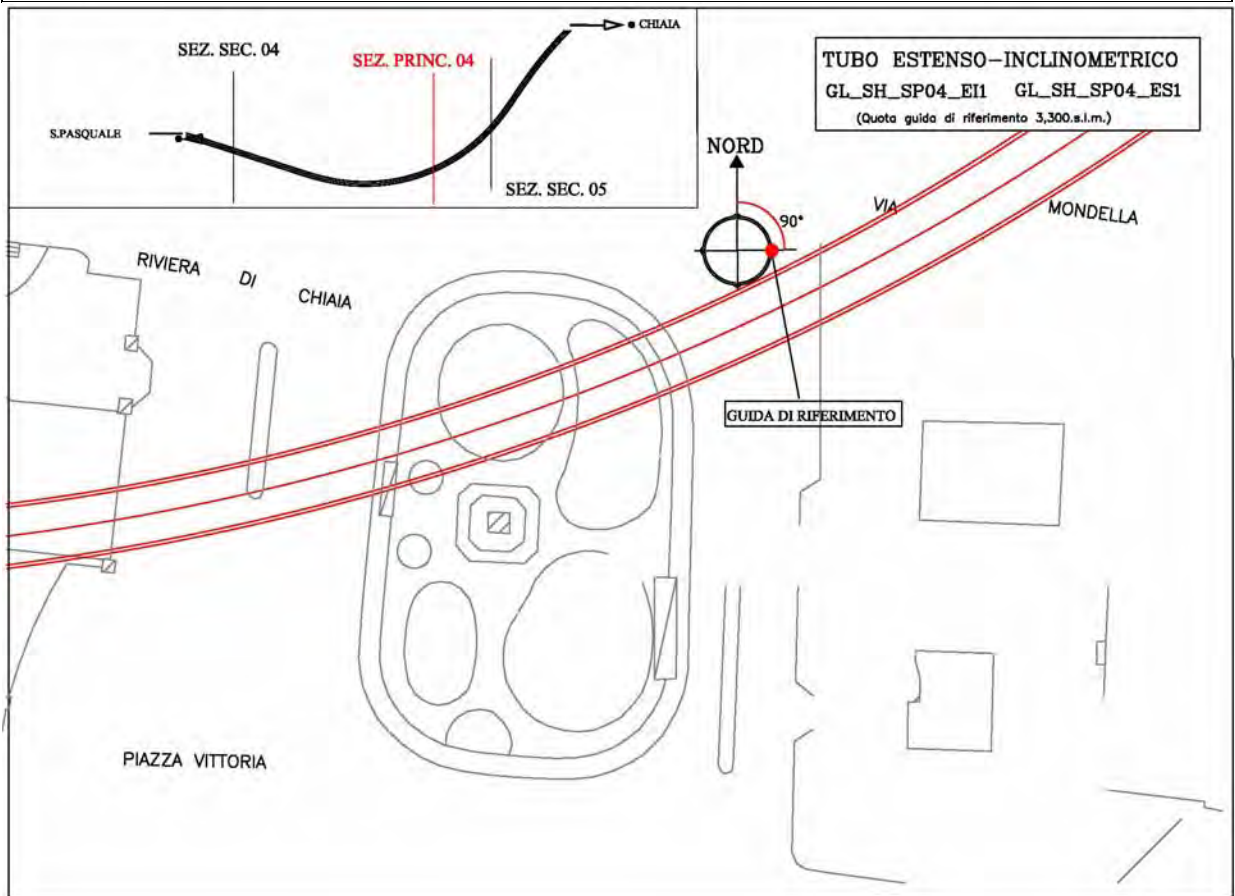 CHIAIA
SEZ. SEC. 04
SEZ. PRINC. 04
S.PASQUALE
SEZ. SEC. 05
TUBO ESTENSO-INCLINOMETRICO
GL_SH_SP04_EI1 GL_SH_SP04_ES1
(Quota guida di riferimento 3,300.s.l.m.)
NORD
90°
VIA MONDELLA
RIVIERA DI CHIAIA
GUIDA DI RIFERIMENTO
PIAZZA VITTORIA